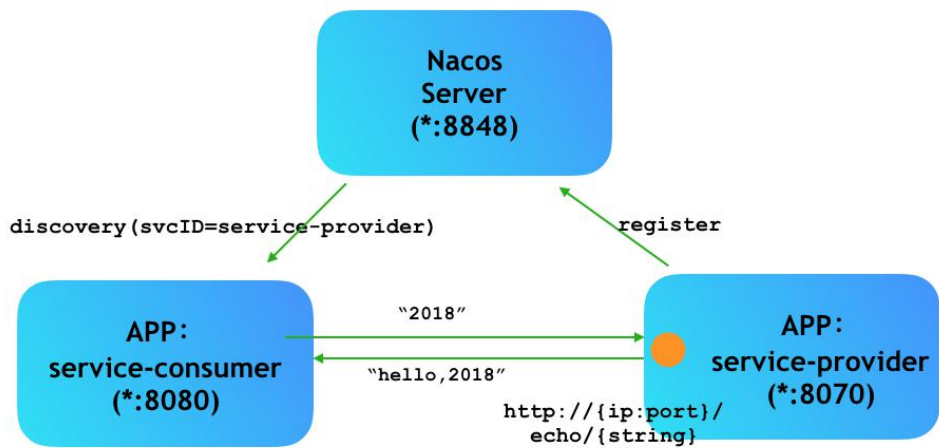 Nacos
Server
(*:8848)
discovery(svcID=service-provider)
register
APP:
service-consumer
(*:8080)
“2018”
“hello,2018”
APP:
service-provider
(*:8070)
http://{ip:port}/
echo/{string}